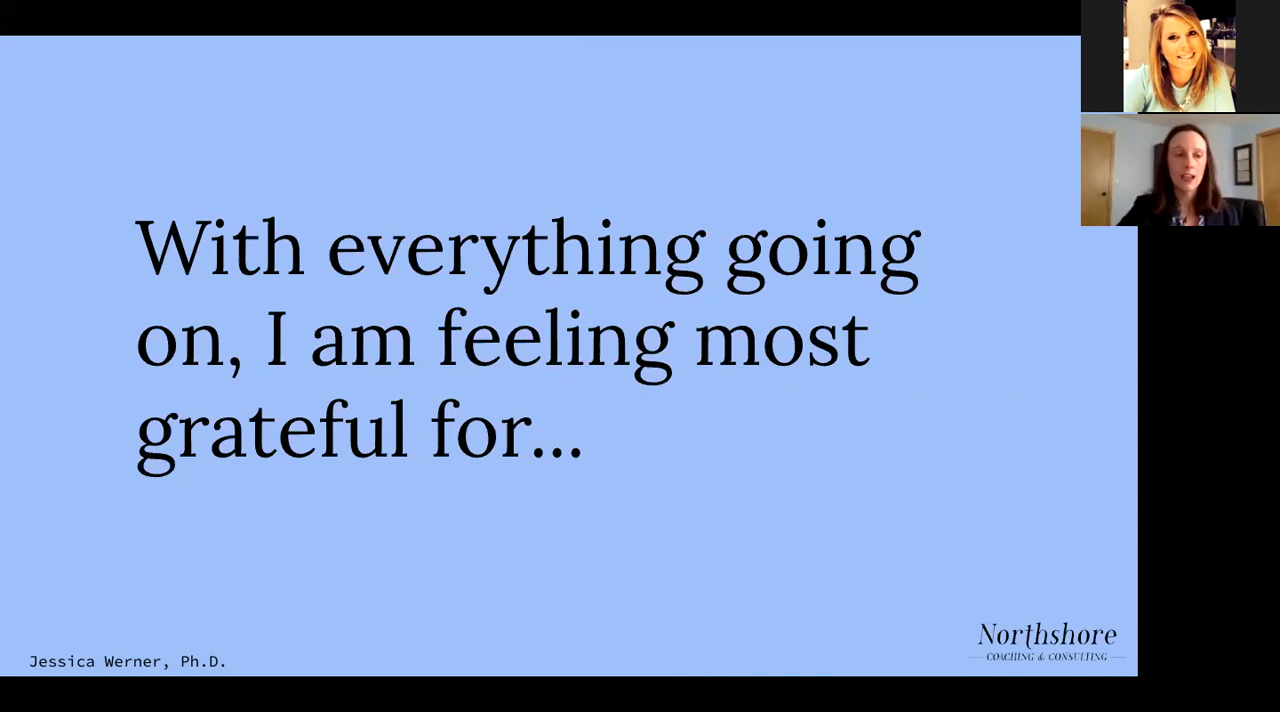 With everything going
on, I am feeling most
grateful for...
Jessica Werner, Ph.D.
Northshore
COACHING & CONSULTING